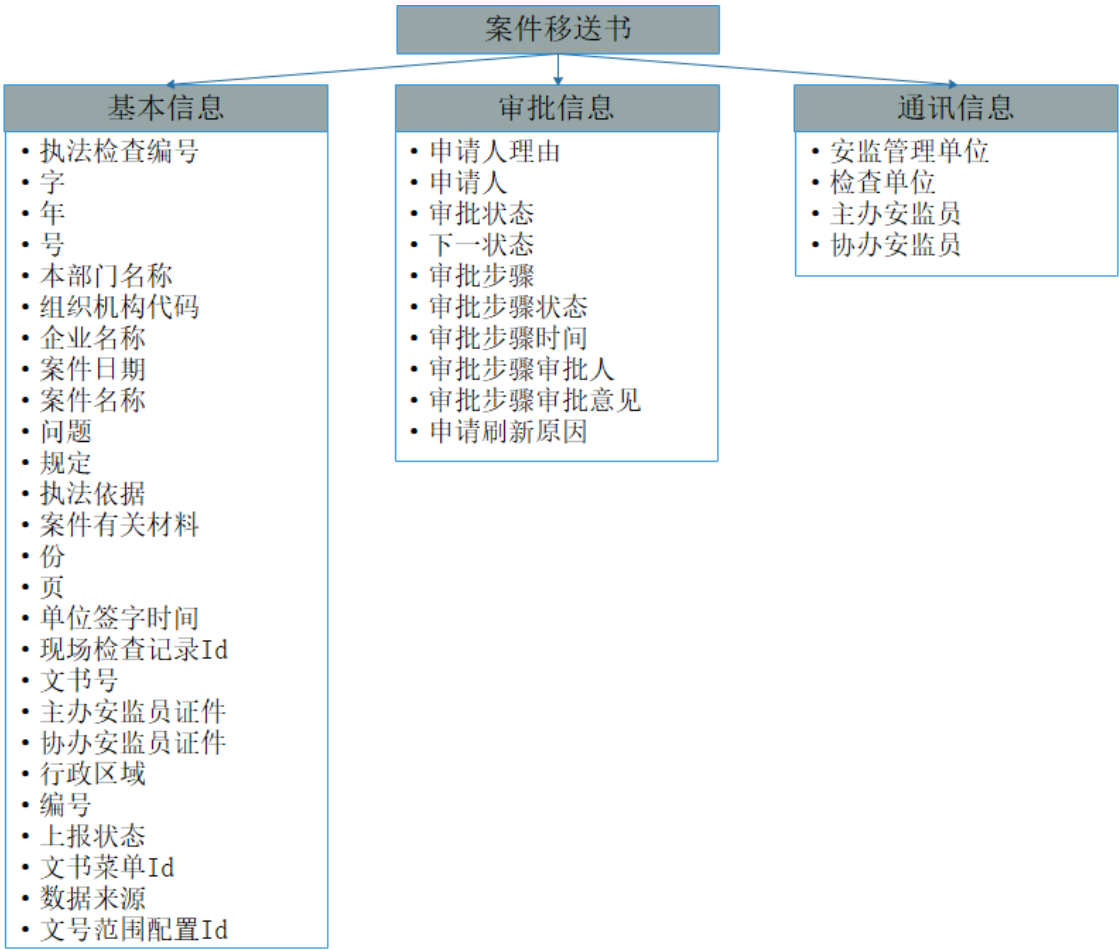 案件移送书
基本信息
• 执法检查编号
• 字
• 年
• 号
• 本部门名称
• 组织机构代码
• 企业名称
• 案件日期
• 案件名称
• 问题
• 规定
• 执法依据
• 案件有关材料
• 份
• 页
• 单位签字时间
• 现场检查记录Id
• 文书号
• 主办安监员证件
• 协办安监员证件
• 行政区域
• 编号
• 上报状态
• 文书菜单Id
• 数据来源
• 文号范围配置Id
审批信息
• 申请人理由
• 申请人
• 审批状态
• 下一状态
• 审批步骤
• 审批步骤状态
• 审批步骤时间
• 审批步骤审批人
• 审批步骤审批意见
• 申请刷新原因
通讯信息
• 安监管理单位
• 检查单位
• 主办安监员
• 协办安监员